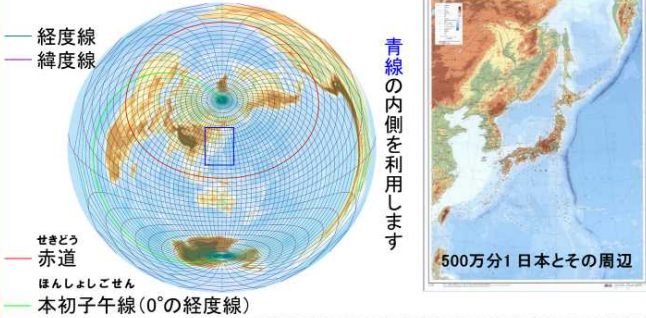 経度線
緯度線
青線の内側を利用します
せきどう
赤道
ほんしょしごせん
本初子午線(0°の経度線)
500万分1 日本とその周辺